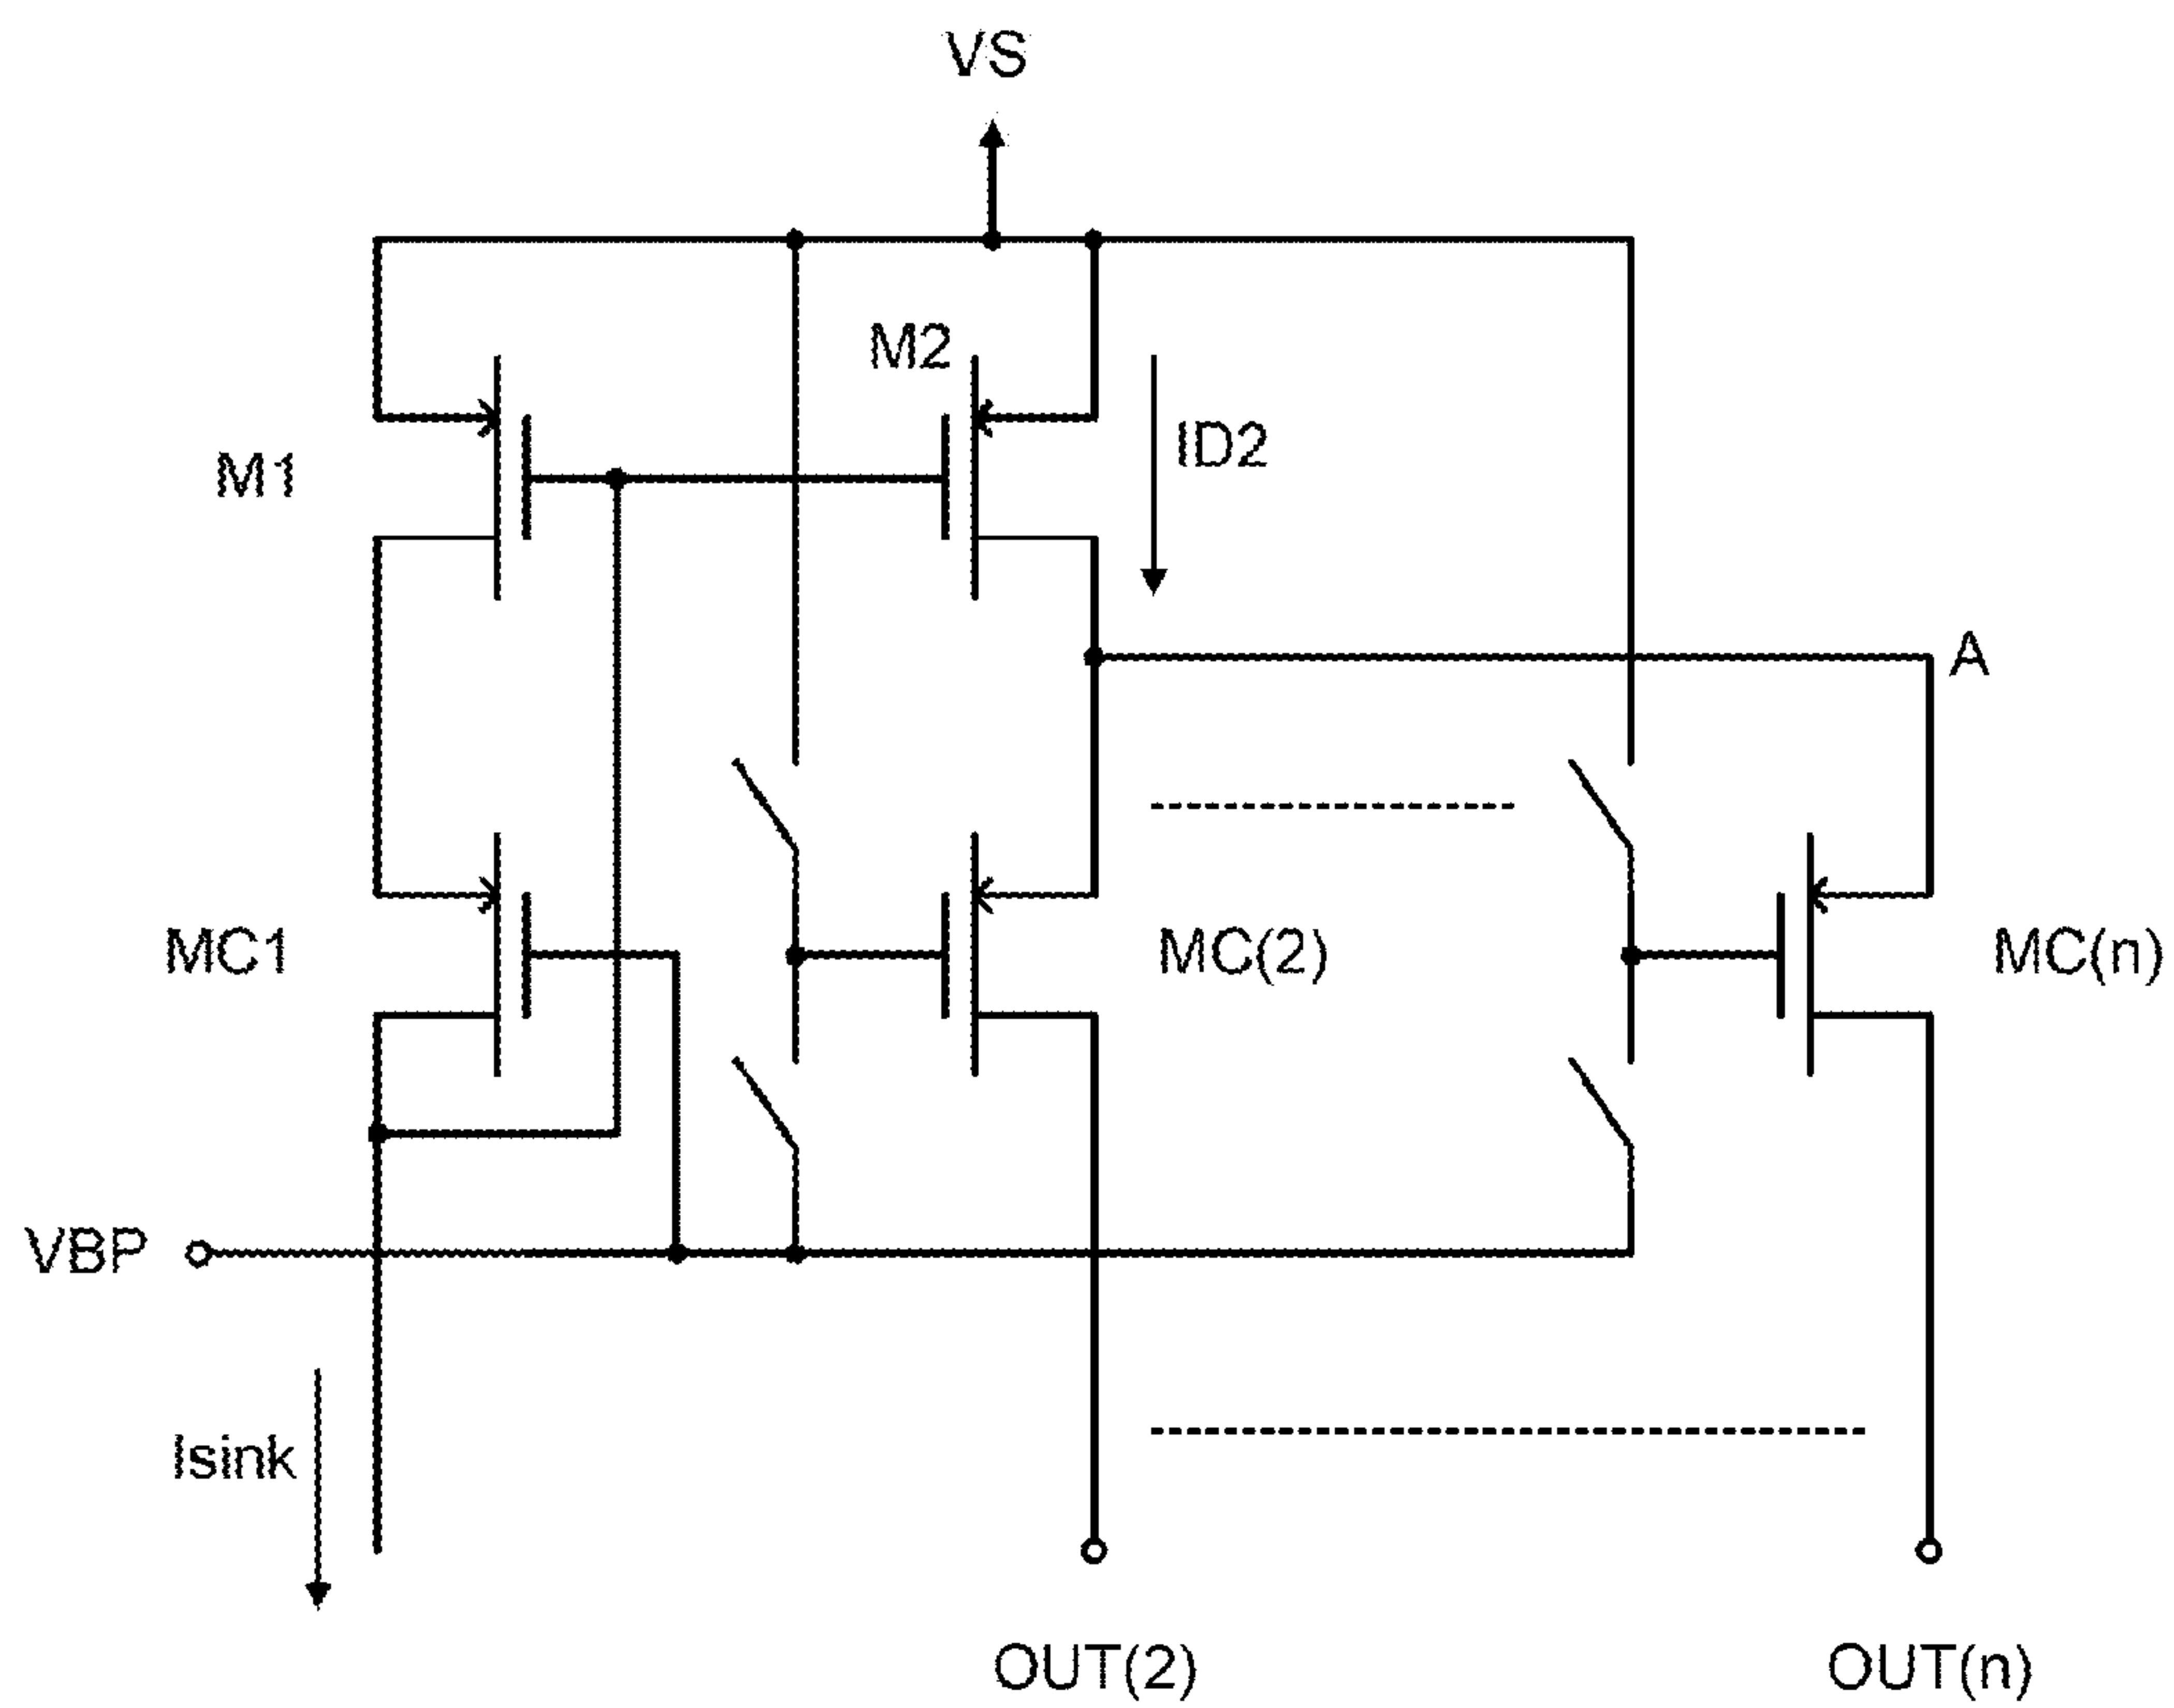 VS
M2
ID2
M1
A
MC1
MC(2)
MC(n)
VBP
Isink
OUT(2)
OUT(n)